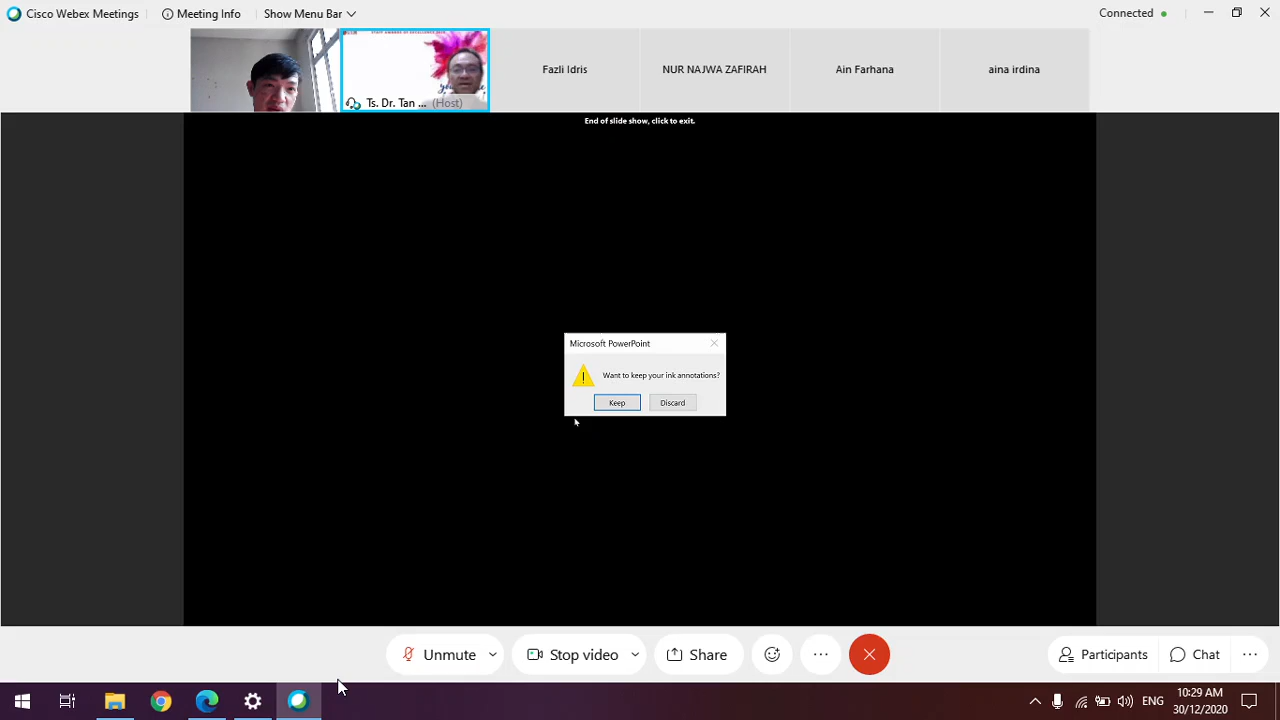 Cisco Webex Meetings
Meeting Info
Show Menu Bar
Connected
Ts. Dr. Tan ... (Host)
Fazli Idris
NUR NAJWA ZAFIRAH
Ain Farhana
aina irdina
End of slide show, click to exit.
Microsoft PowerPoint
Want to keep your ink annotations?
Keep
Discard
Unmute
Stop video
Share
Participants
Chat
ENG
10:29 AM
30/12/2020